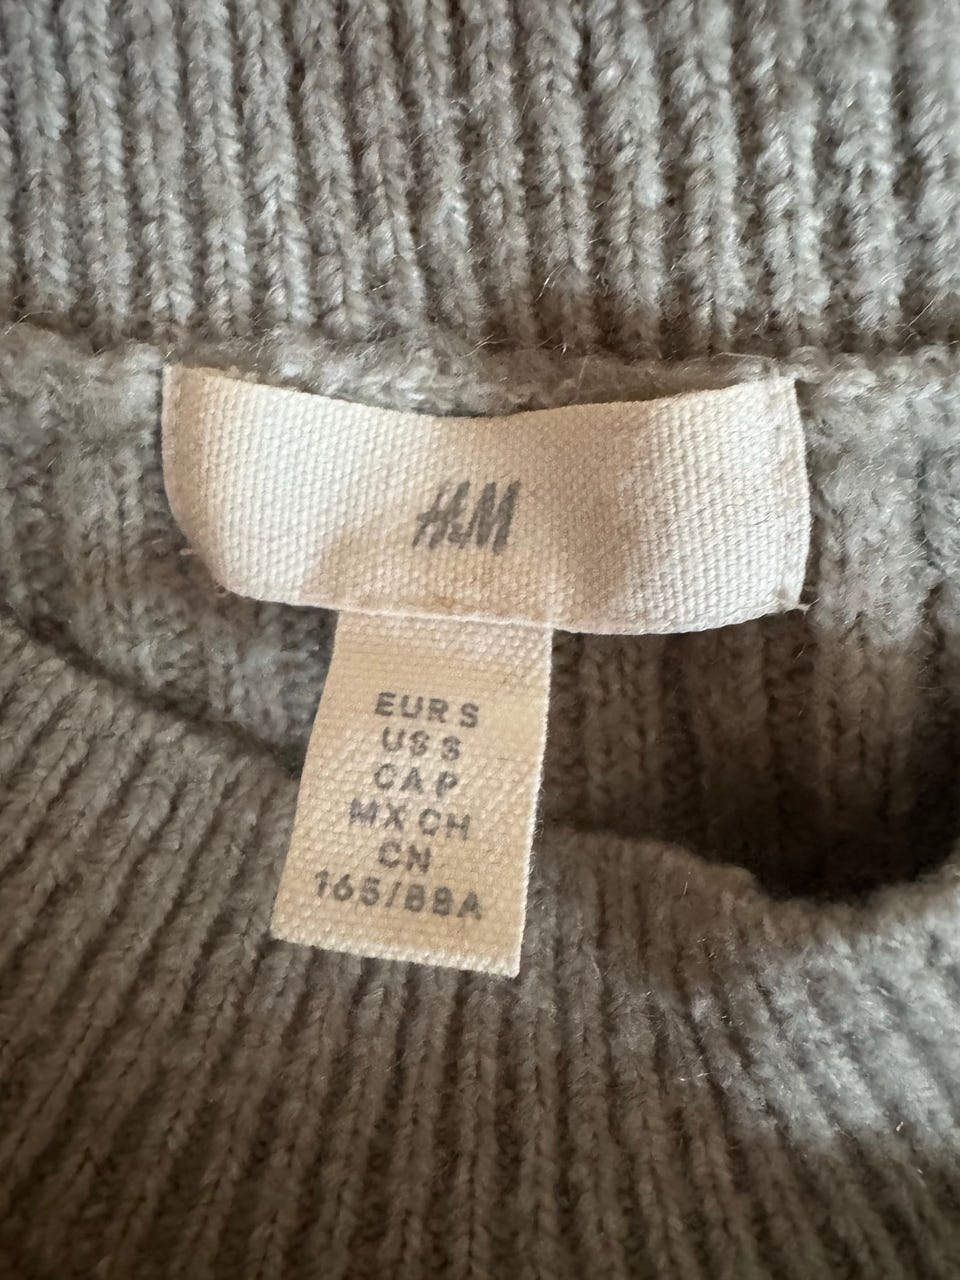 H&M
EUR S
US S
CA P
MX CH
CN
165/88A